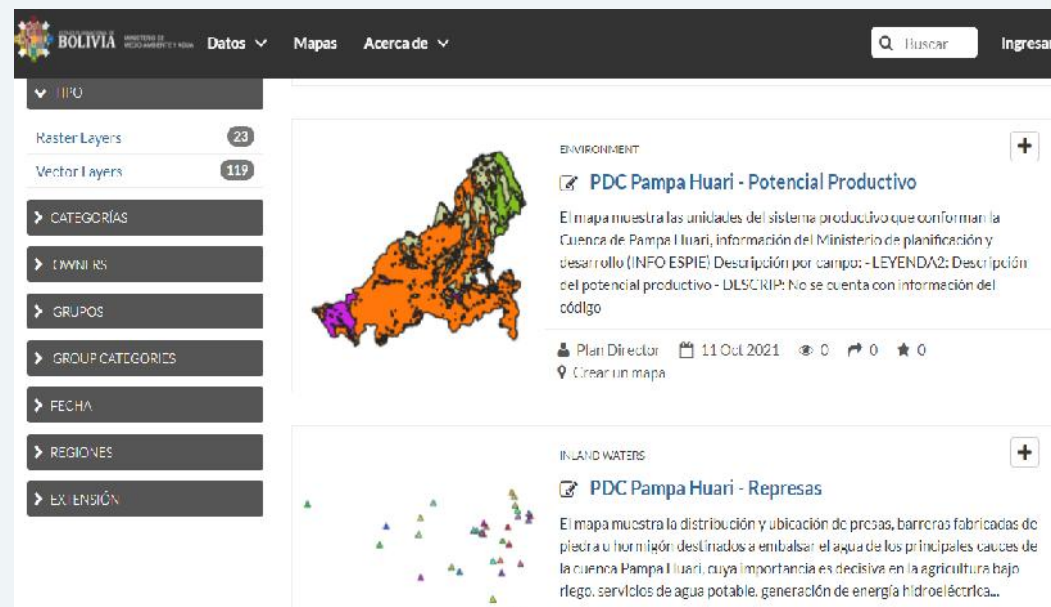 BOLIVIA
Datos
Mapas
Acerca de
Buscar
Ingresar
TIPO
Raster Layers 23
Vector Layers 119
CATEGORÍAS
OWNERS
GRUPOS
GROUP CATEGORIES
FECHA
REGIONES
EXTENSIÓN
ENVIRONMENT
PDC Pampa Huari - Potencial Productivo
El mapa muestra las unidades del sistema productivo que conforman la
Cuenca de Pampa Huari, información del Ministerio de planificación y
desarrollo (INFO ESPIE) Descripción por campo: - LEYENDA2: Descripción
del potencial productivo - DESCRIP: No se cuenta con información del
código
Plan Director 11 Oct 2021 0 0 0
Crear un mapa
INLAND WATERS
PDC Pampa Huari - Represas
El mapa muestra la distribución y ubicación de presas, barreras fabricadas de
piedra u hormigón destinados a embalsar el agua de los principales cauces de
la cuenca Pampa Huari, cuya importancia es decisiva en la agricultura bajo
riego, servicios de agua potable, generación de energía hidroeléctrica...